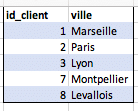 id_client ville
1 Marseille
2 Paris
3 Lyon
7 Montpellier
8 Levallois